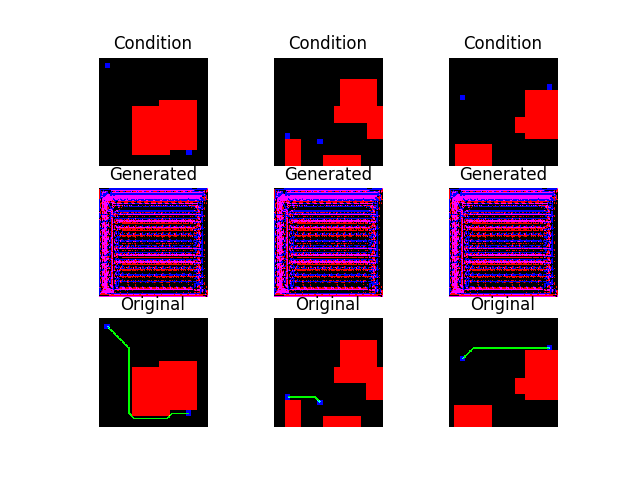 Condition Condition Condition
Generated Generated Generated
Original Original Original